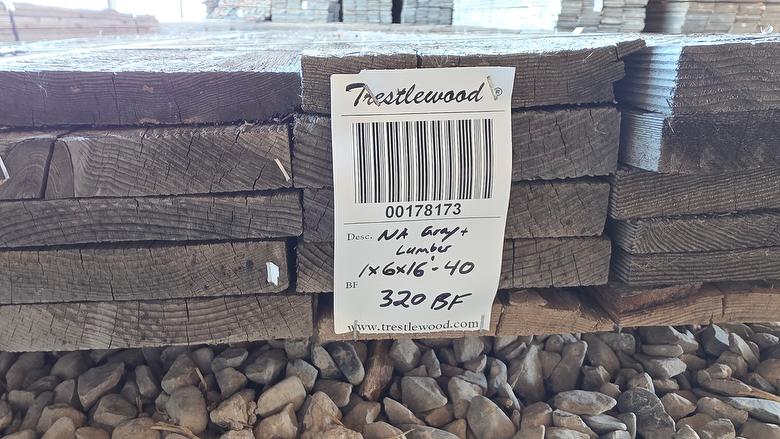 Trestlewood®
00178173
Desc. NA Gray +
Lumber
1x6x16' - 40
BF
320 BF
www.trestlewood.com